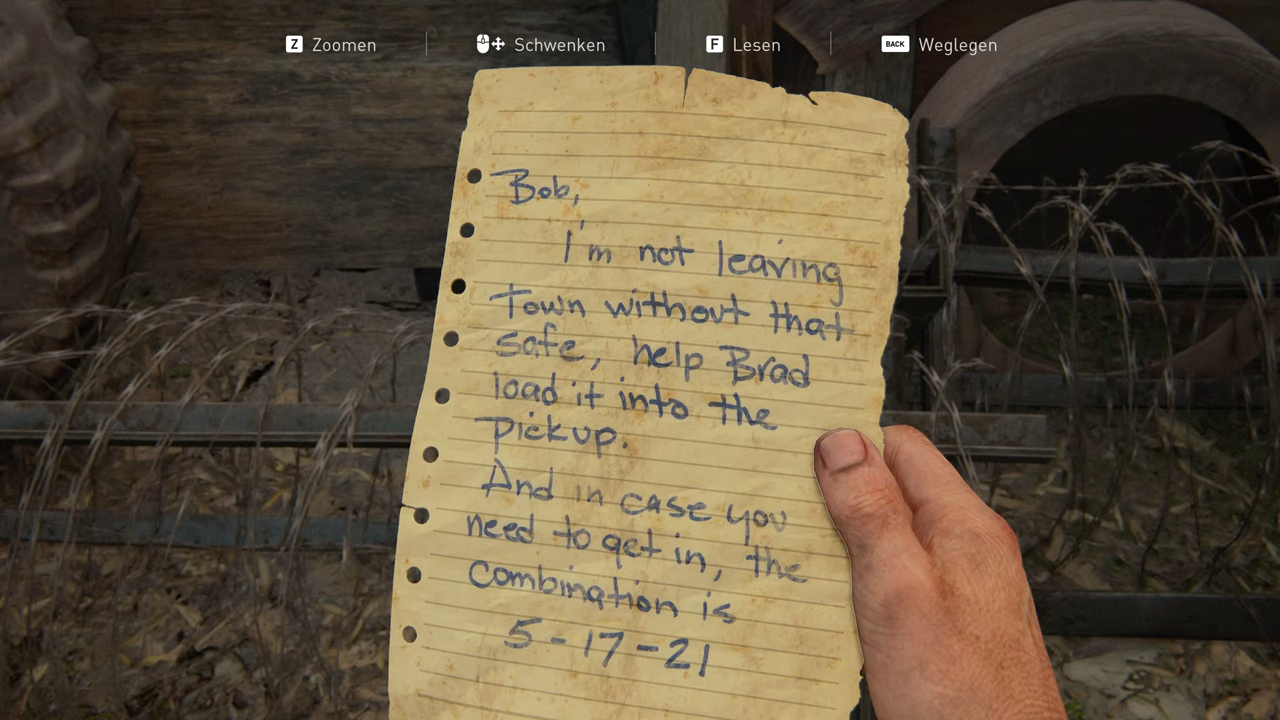 Z Zoomen
Schwenken
F Lesen
BACK Weglegen
Bob,
I'm not leaving
Town without that
safe, help Brad
load it into the
Pickup.
And in case you
need to get in, the
Combination is
5-17-21